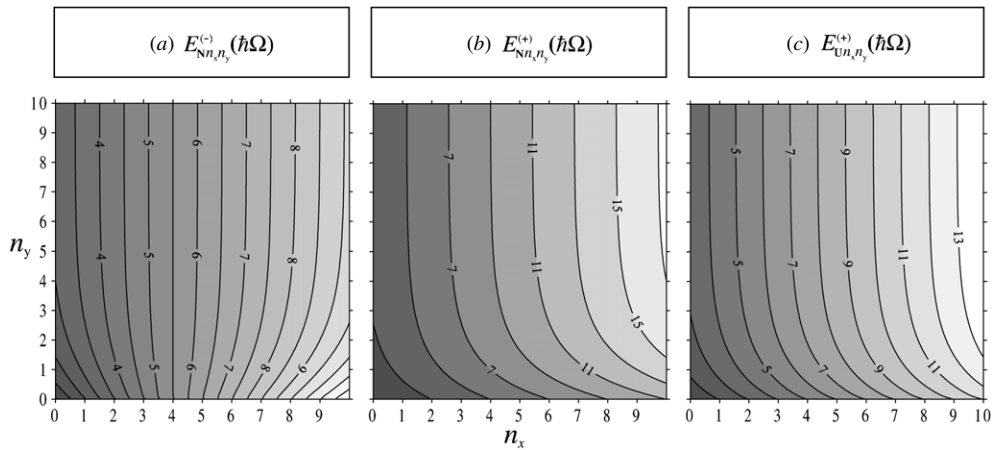 (a) E^(-)_Nn_xn_y(ħΩ)
(b) E^(+)_Nn_xn_y(ħΩ)
(c) E^(+)_Un_xn_y(ħΩ)
10
9
8
7
6
5
4
3
2
1
0
n_y
4 5 6 7 8
4 5 6 7 8
4 5 6 7 8 9
7 11
15
7 11
15
7 11
5 7 9
13
5 7 9 11
5 7 9 11
0 1 2 3 4 5 6 7 8 9
0 1 2 3 4 5 6 7 8 9
0 1 2 3 4 5 6 7 8 9 10
n_x